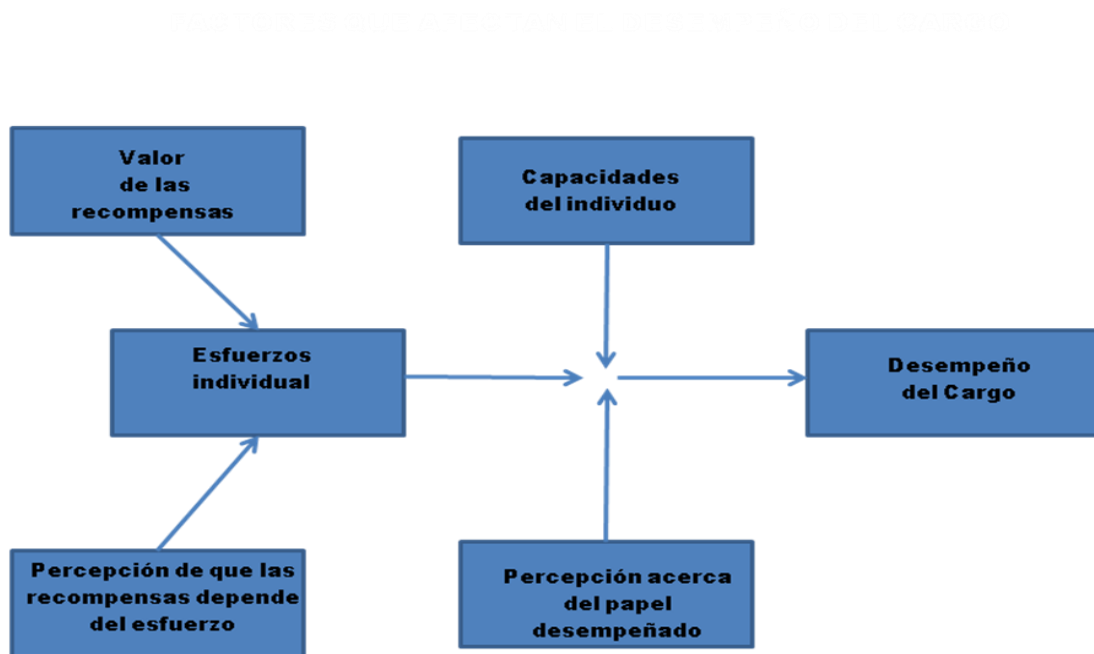 Valor
de las
recompensas
Capacidades
del individuo
Esfuerzos
individual
Desempeño
del Cargo
Percepción de que las
recompensas depende
del esfuerzo
Percepción acerca
del papel
desempeñado